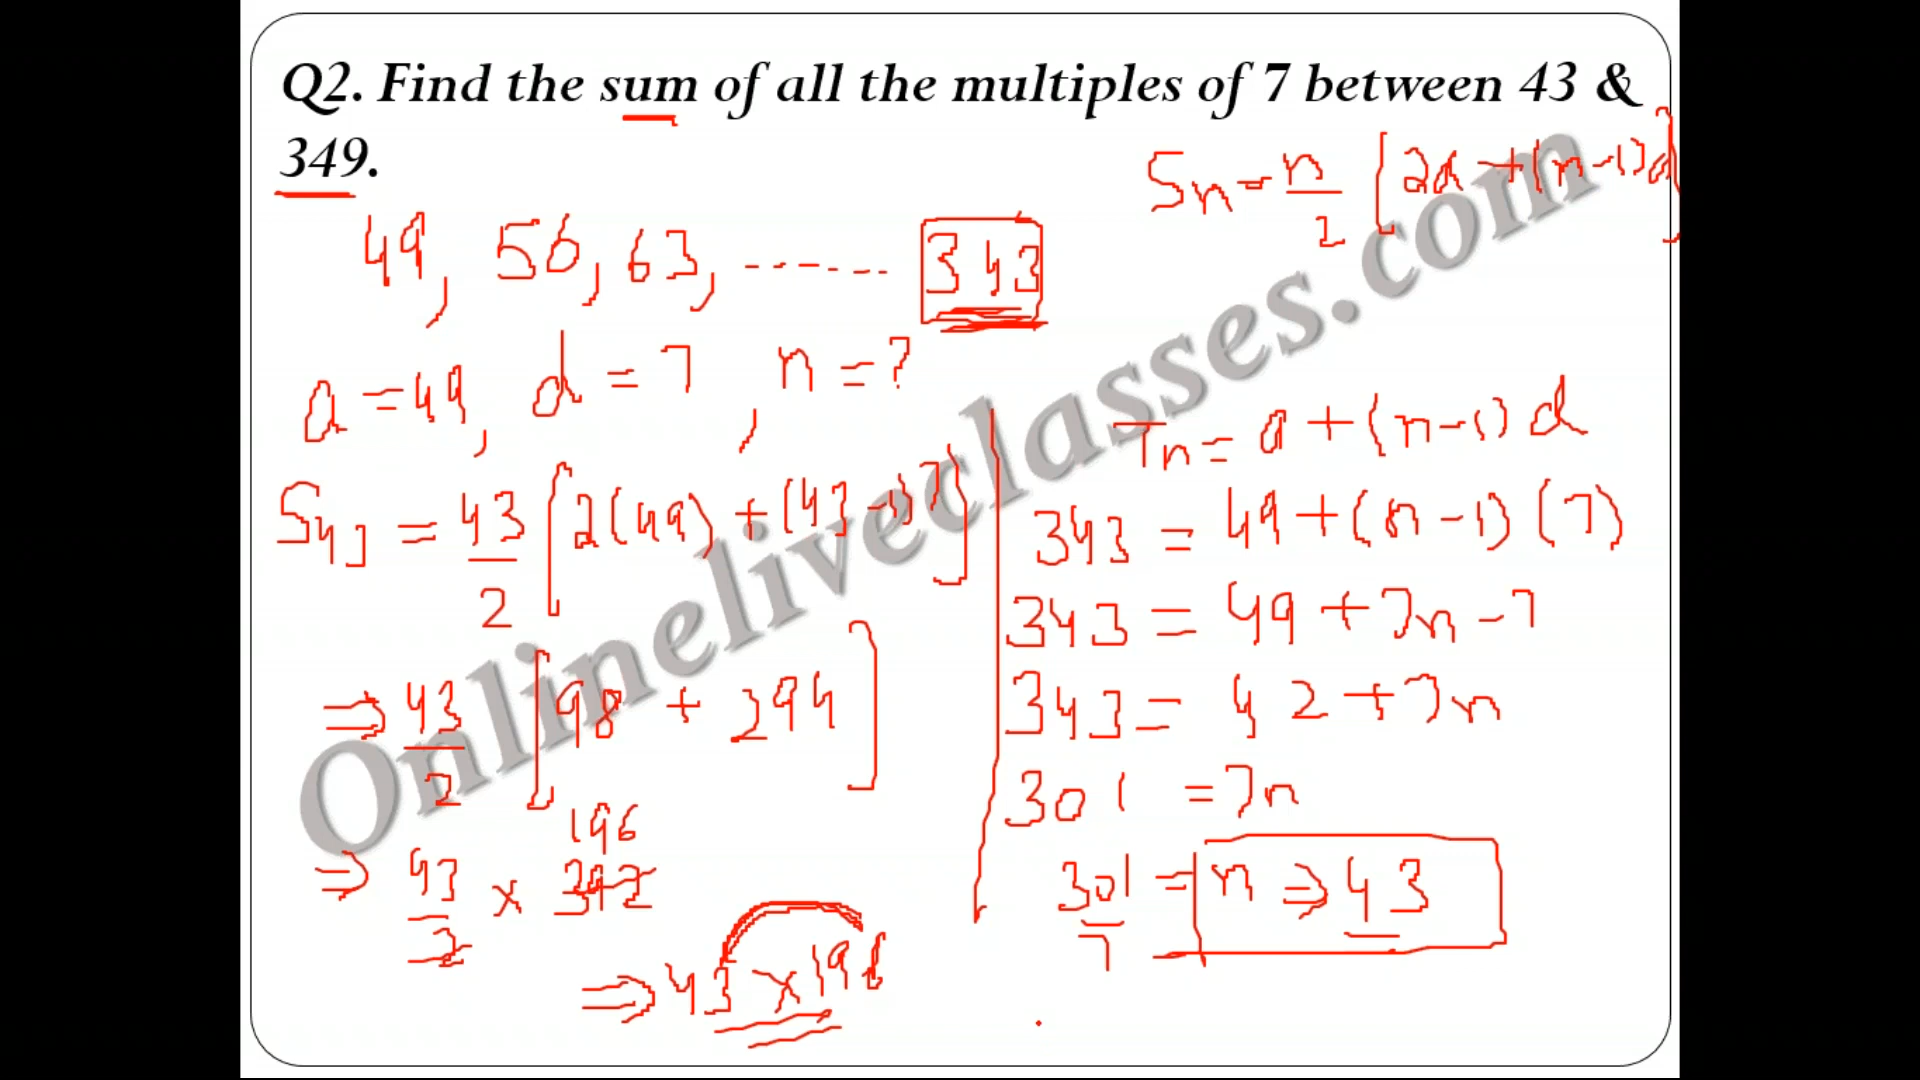 Q2. Find the sum of all the multiples of 7 between 43 &
349.
Sn = n/2 [2a + (n-1)d]
49, 56, 63, ------- 343
a = 49, d = 7, n = ?
S43 = 43/2 [2(49) + (43-1)7]
⇒ 43/2 [98 + 294]
196
⇒ 43/2 × 392
⇒ 43 × 196
Tn = a + (n-1)d
343 = 49 + (n-1)(7)
343 = 49 + 7n - 7
343 = 42 + 7n
301 = 7n
301/7 = n ⇒ 43
Onlineliveclasses.com